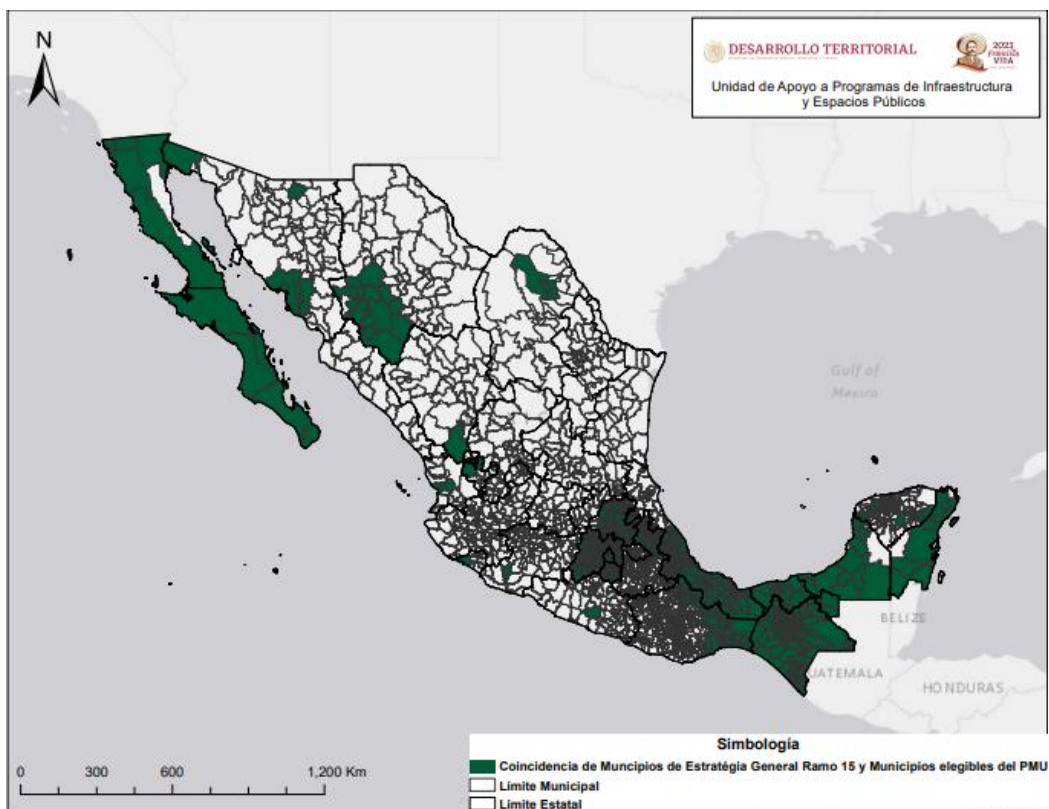 N
DESARROLLO TERRITORIAL
2023
Francisco
VILLA
Unidad de Apoyo a Programas de Infraestructura
y Espacios Públicos
Gulf of
Mexico
BELIZE
UATEMALA
HONDURAS
0 300 600 1,200 Km
Simbología
Coincidencia de Muncipios de Estratégia General Ramo 15 y Municipios elegibles del PMU
Límite Municipal
Límite Estatal